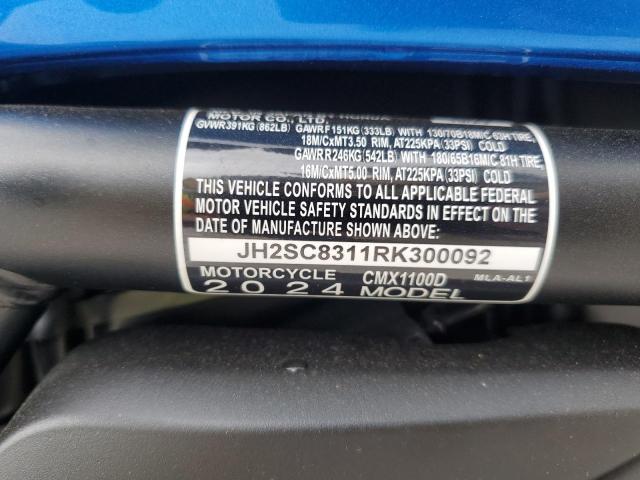 MOTOR CO., LTD.
GVWR391KG (862LB) GAWRF151KG (333LB) WITH 130/70B18M/C 63H TIRE,
18M/CxMT3.50 RIM, AT225KPA (33PSI) COLD
GAWRR246KG (542LB) WITH 180/65B16M/C 81H TIRE,
16M/CxMT5.00 RIM, AT225KPA (33PSI) COLD
THIS VEHICLE CONFORMS TO ALL APPLICABLE FEDERAL
MOTOR VEHICLE SAFETY STANDARDS IN EFFECT ON THE
DATE OF MANUFACTURE SHOWN ABOVE.
JH2SC8311RK300092
MOTORCYCLE CMX1100D MLA-AL1
2024 MODEL